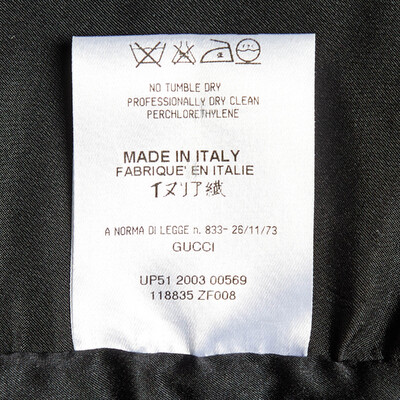 NO TUMBLE DRY
PROFESSIONALLY DRY CLEAN
PERCHLORETHYLENE
MADE IN ITALY
FABRIQUE' EN ITALIE
イヌリア織
A NORMA DI LEGGE n. 833- 26/11/73
GUCCI
UP51 2003 00569
118835 ZF008